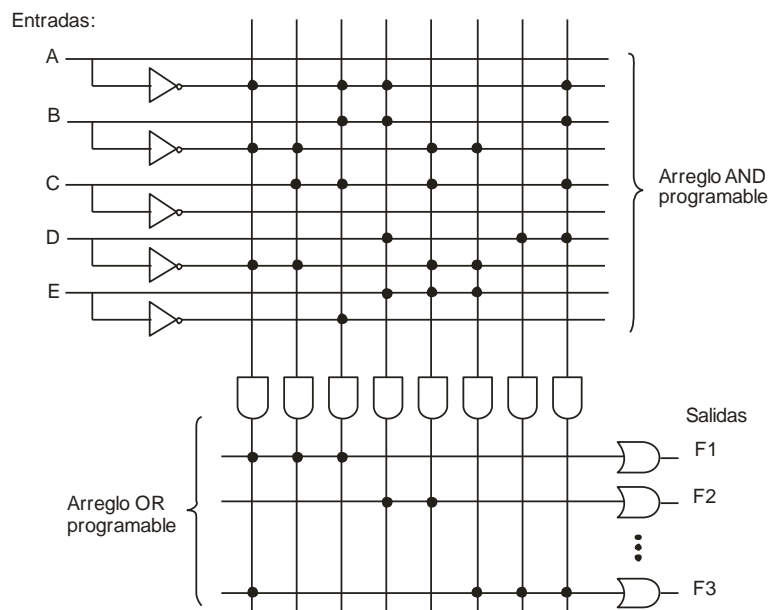 Entradas:
A
B
C
D
E
Arreglo AND
programable
Salidas
F1
F2
F3
Arreglo OR
programable